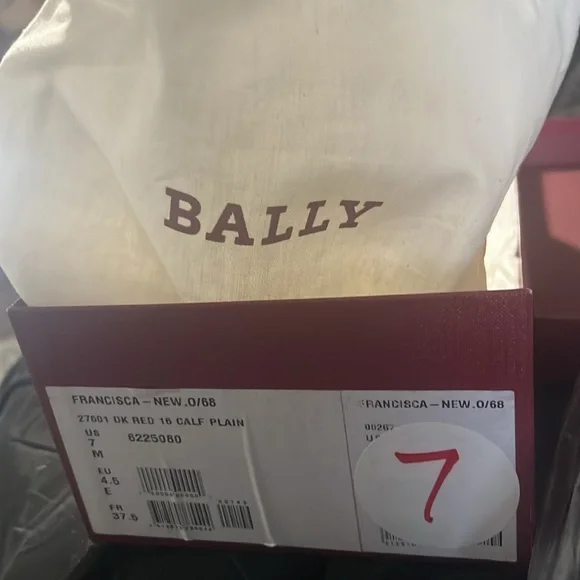 BALLY
FRANCISCA – NEW.0/68
27601 DK RED 16 CALF PLAIN
US
7
M
6225080
EU
4.5
E
FR
37.5
FRANCISCA – NEW.0/68
7